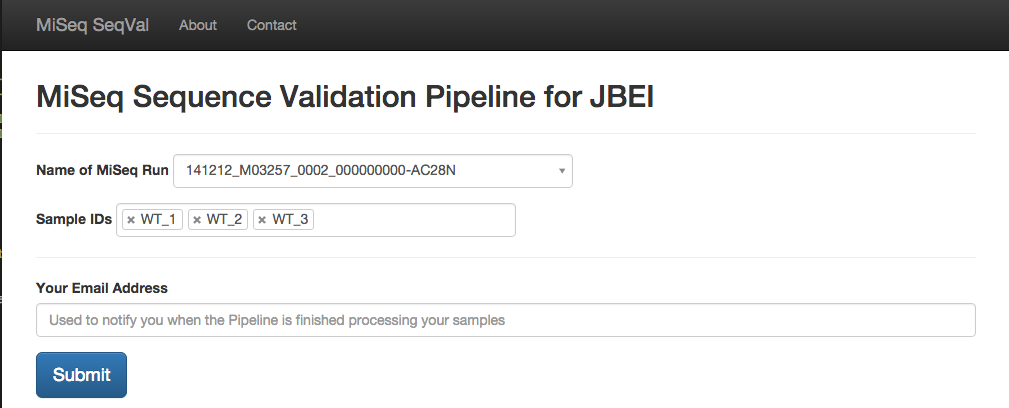 MiSeq SeqVal About Contact
MiSeq Sequence Validation Pipeline for JBEI
Name of MiSeq Run 141212_M03257_0002_000000000-AC28N
Sample IDs × WT_1 × WT_2 × WT_3
Your Email Address
Used to notify you when the Pipeline is finished processing your samples
Submit